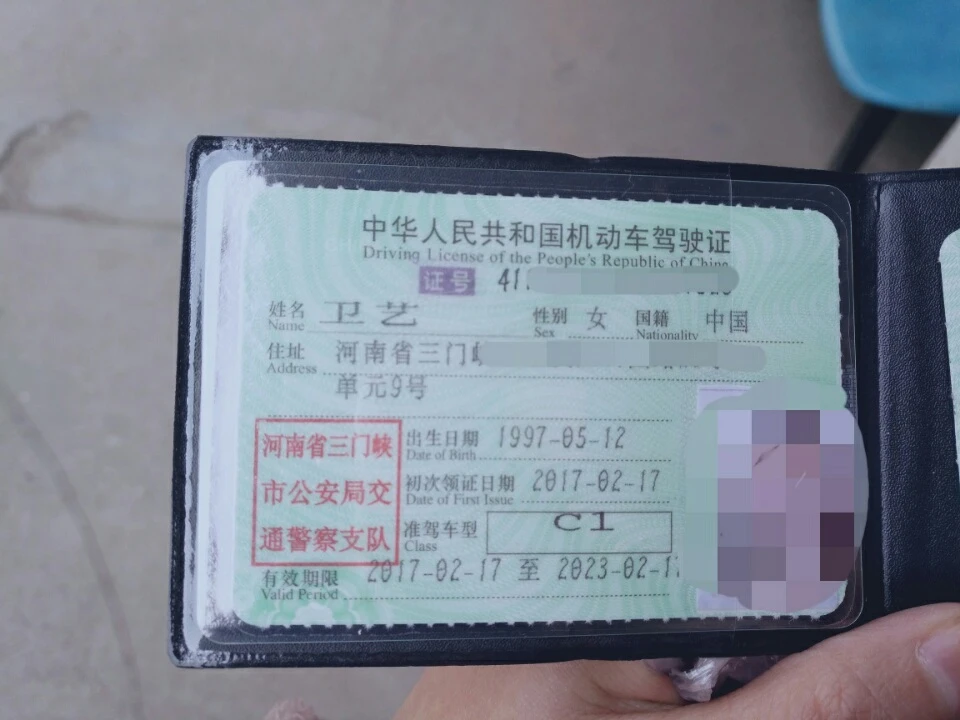 中华人民共和国机动车驾驶证
Driving License of the People's Republic of China
证号 41
姓名 Name 卫艺 性别 Sex 女 国籍 Nationality 中国
住址 Address 河南省三门峡
单元9号
河南省三门峡
市公安局交
通警察支队
出生日期 Date of Birth 1997-05-12
初次领证日期 Date of First Issue 2017-02-17
准驾车型 Class C1
有效期限 Valid Period 2017-02-17 至 2023-02-17